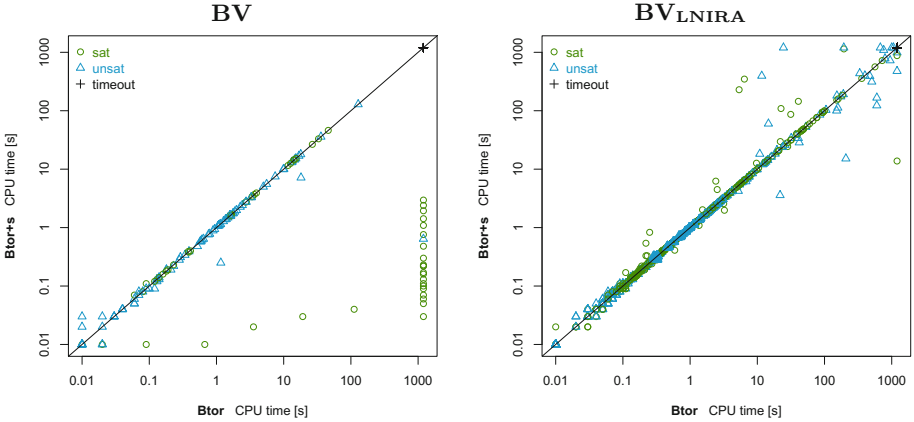 BV
BV_LNIRA
sat
unsat
timeout
1000
100
10
1
0.1
0.01
Btor+s CPU time [s]
0.01 0.1 1 10 100 1000
Btor CPU time [s]
sat
unsat
timeout
1000
100
10
1
0.1
0.01
Btor+s CPU time [s]
0.01 0.1 1 10 100 1000
Btor CPU time [s]